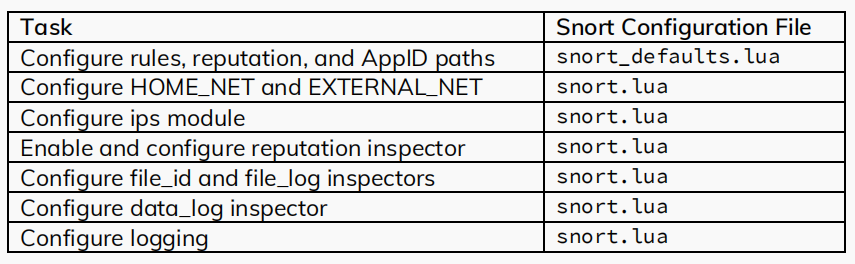 Task Snort Configuration File
Configure rules, reputation, and AppID paths snort_defaults.lua
Configure HOME_NET and EXTERNAL_NET snort.lua
Configure ips module snort.lua
Enable and configure reputation inspector snort.lua
Configure file_id and file_log inspectors snort.lua
Configure data_log inspector snort.lua
Configure logging snort.lua